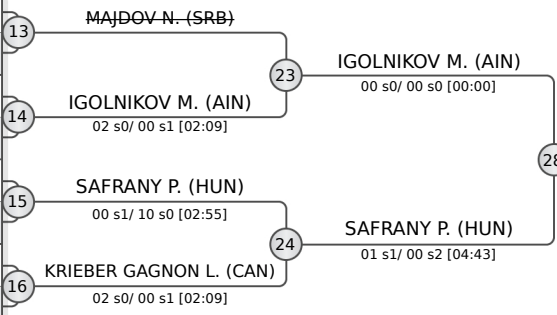 MAJDOV N. (SRB)
13
IGOLNIKOV M. (AIN)
23
00 s0/ 00 s0 [00:00]
IGOLNIKOV M. (AIN)
14
02 s0/ 00 s1 [02:09]
28
SAFRANY P. (HUN)
15
00 s1/ 10 s0 [02:55]
SAFRANY P. (HUN)
24
01 s1/ 00 s2 [04:43]
KRIEBER GAGNON L. (CAN)
16
02 s0/ 00 s1 [02:09]